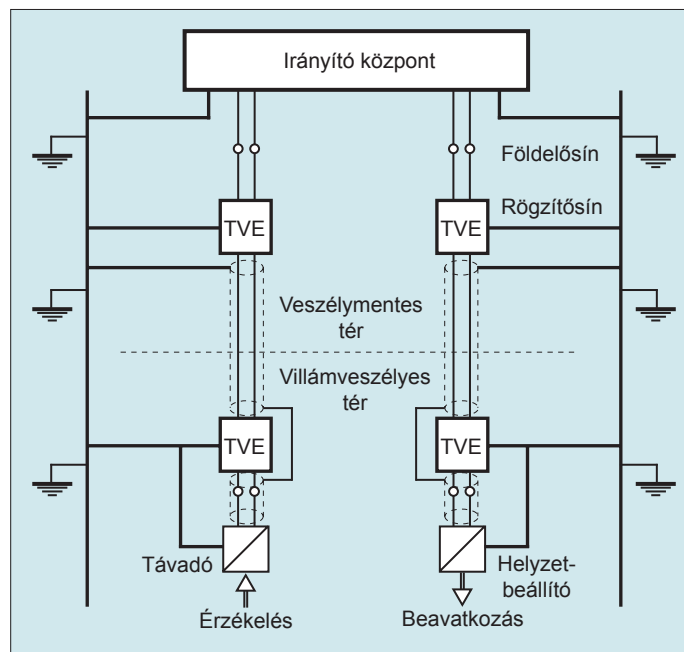 Irányító központ
Földelősín
Rögzítősín
TVE
TVE
Veszélymentes
tér
Villámveszélyes
tér
TVE
TVE
Távadó
Helyzet-
beállító
Érzékelés
Beavatkozás